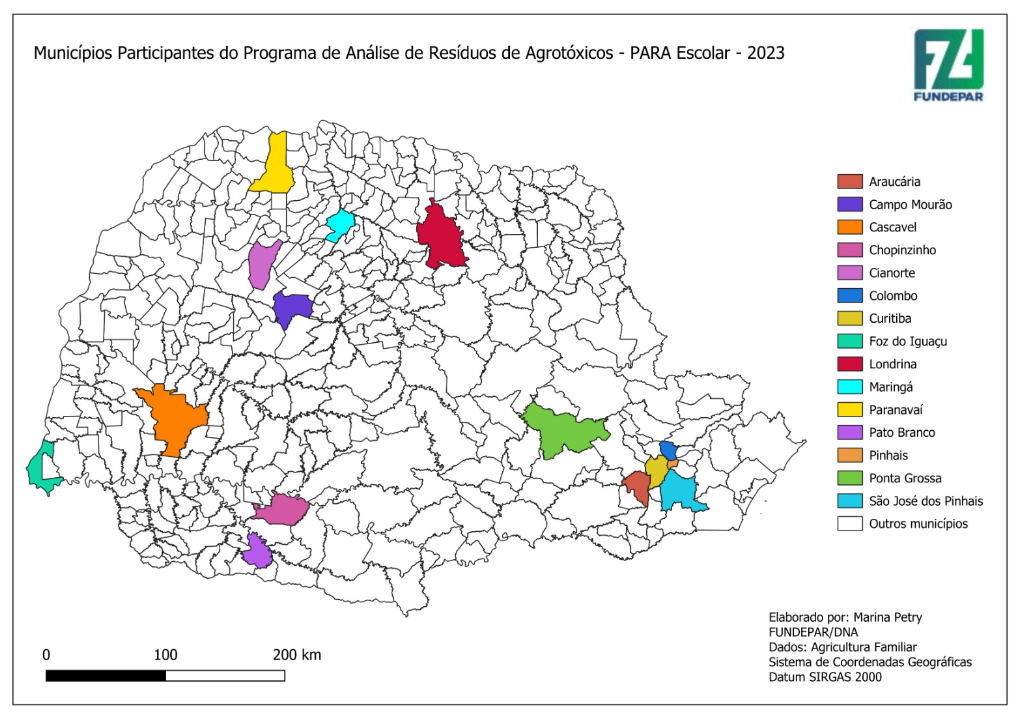 Municípios Participantes do Programa de Análise de Resíduos de Agrotóxicos - PARA Escolar - 2023
FUNDEPAR
Araucária
Campo Mourão
Cascavel
Chopinzinho
Cianorte
Colombo
Curitiba
Foz do Iguaçu
Londrina
Maringá
Paranavaí
Pato Branco
Pinhais
Ponta Grossa
São José dos Pinhais
Outros municípios
0 100 200 km
Elaborado por: Marina Petry
FUNDEPAR/DNA
Dados: Agricultura Familiar
Sistema de Coordenadas Geográficas
Datum SIRGAS 2000